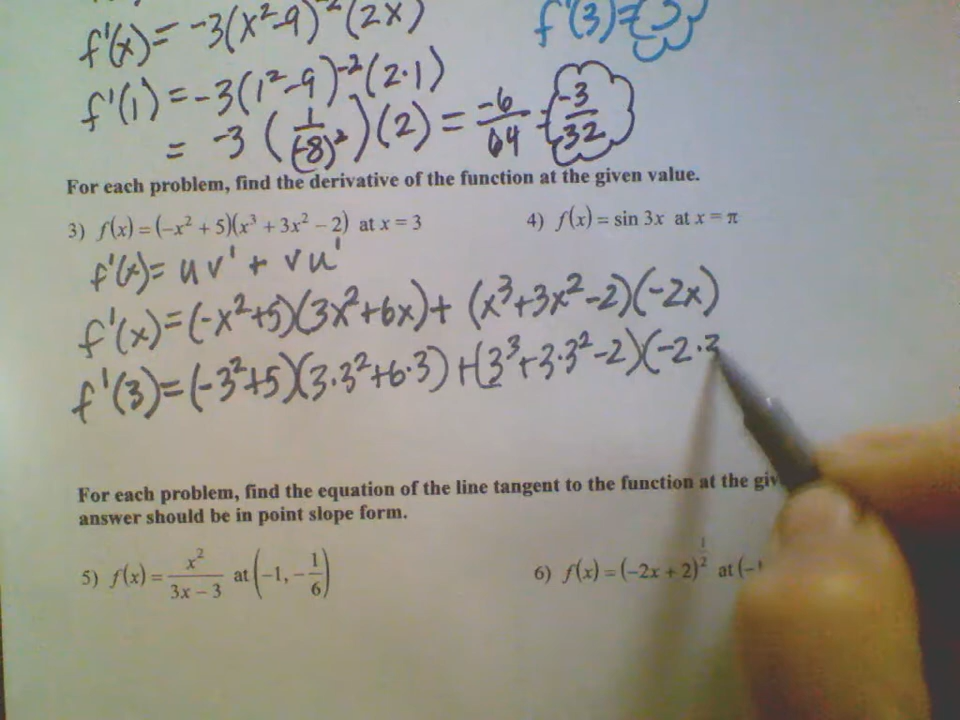 f'(x) = -3(x²-9)⁻²(2x)
f'(3) =
f'(1) = -3(1²-9)⁻²(2·1)
= -3 (1/(-8)²)(2) = -6/64 = -3/32
For each problem, find the derivative of the function at the given value.
3) f(x) = (-x² + 5)(x³ + 3x² - 2) at x = 3
4) f(x) = sin 3x at x = π
f'(x) = uv' + vu'
f'(x) = (-x²+5)(3x²+6x) + (x³+3x²-2)(-2x)
f'(3) = (-3²+5)(3·3²+6·3) + (3³+3·3²-2)(-2·3
For each problem, find the equation of the line tangent to the function at the giv
answer should be in point slope form.
5) f(x) = x²/(3x - 3) at (-1, -1/6)
6) f(x) = (-2x + 2)^(1/2) at (-1